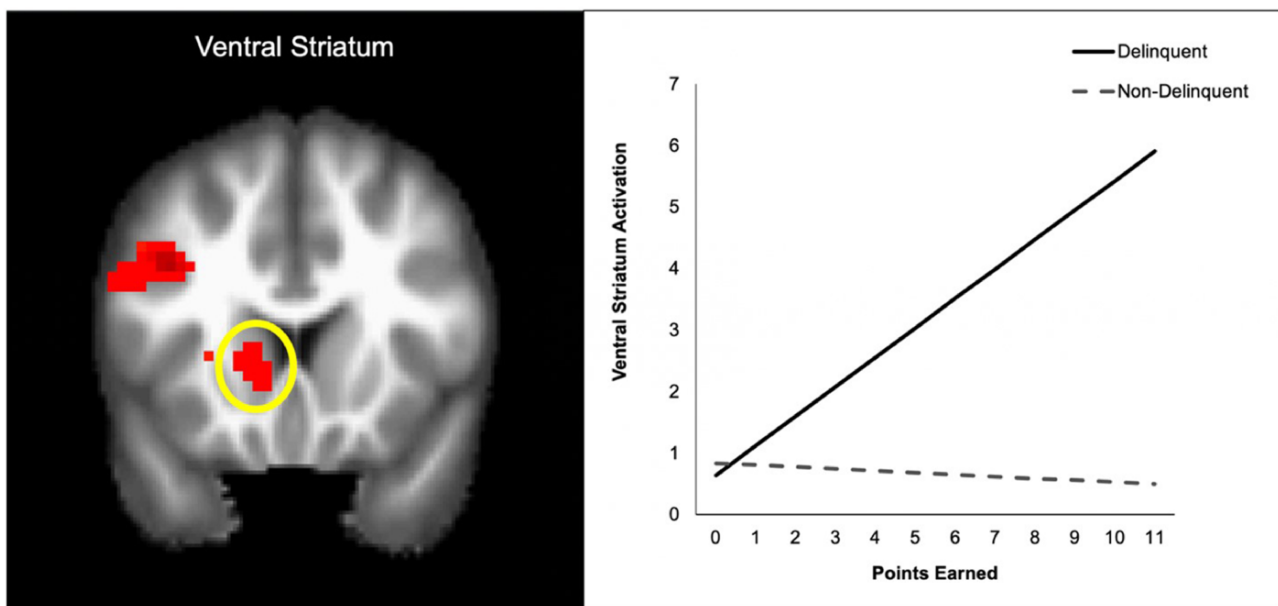 Ventral Striatum
Delinquent
Non-Delinquent
Ventral Striatum Activation
7
6
5
4
3
2
1
0
0 1 2 3 4 5 6 7 8 9 10 11
Points Earned